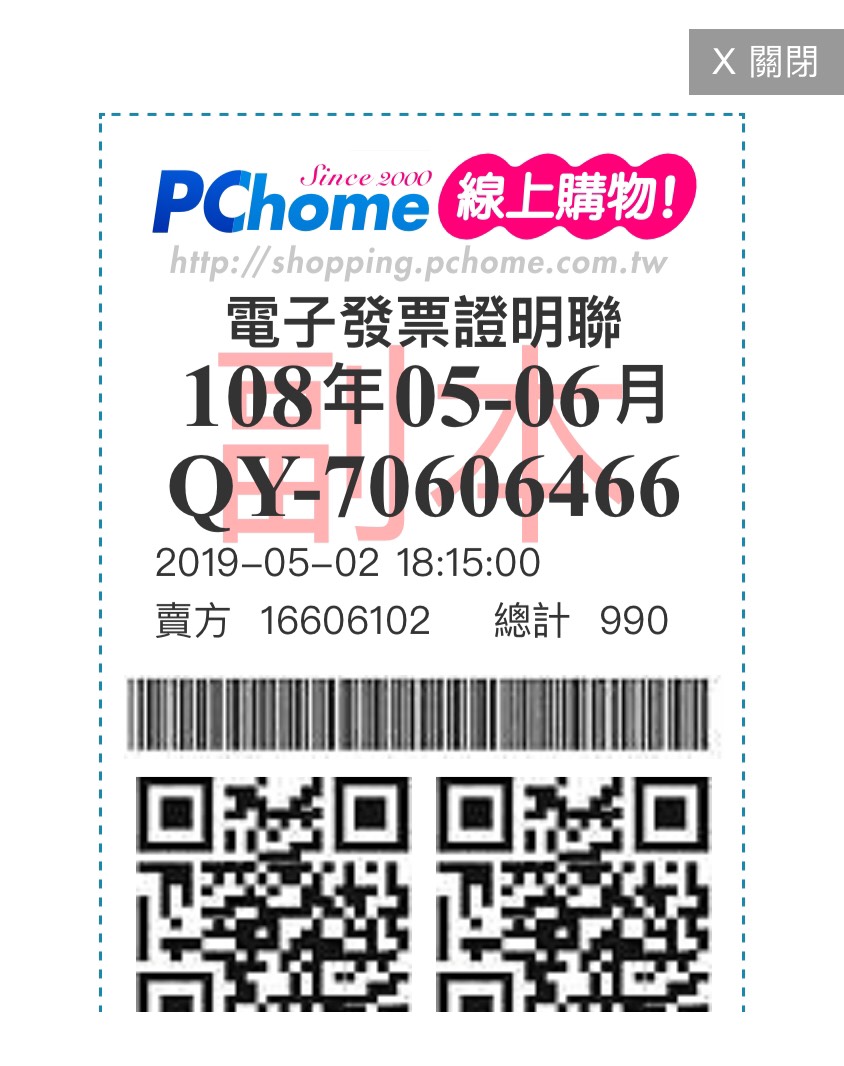 X 關閉
Since 2000
PChome 線上購物!
http://shopping.pchome.com.tw
電子發票證明聯
副本
108年05-06月
QY-70606466
2019-05-02 18:15:00
賣方 16606102 總計 990